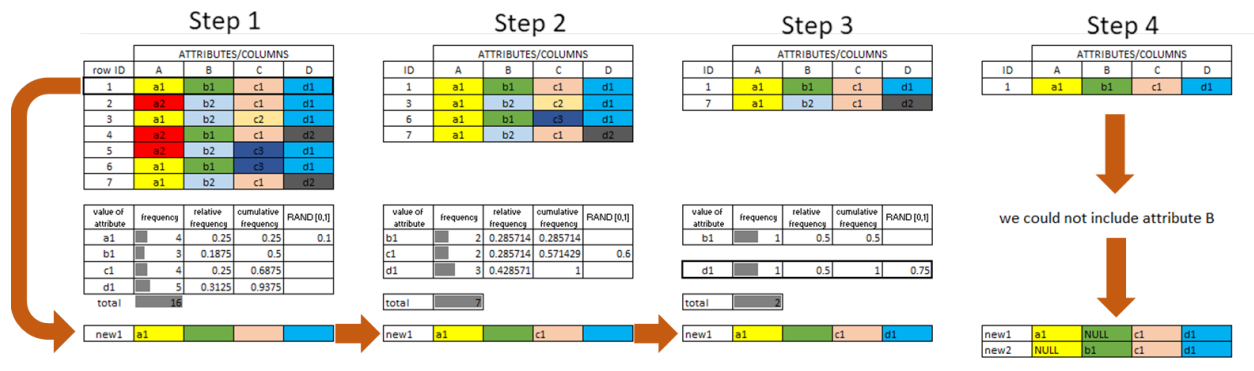 Step 1
ATTRIBUTES/COLUMNS
row ID A B C D
1 a1 b1 c1 d1
2 a2 b2 c1 d1
3 a1 b2 c2 d1
4 a2 b1 c1 d2
5 a2 b2 c3 d1
6 a1 b1 c3 d1
7 a1 b2 c1 d2
value of attribute frequency relative frequency cumulative frequency RAND [0,1]
a1 4 0.25 0.25 0.1
b1 3 0.1875 0.5
c1 4 0.25 0.6875
d1 5 0.3125 0.9375
total 16
new1 a1
Step 2
ATTRIBUTES/COLUMNS
ID A B C D
1 a1 b1 c1 d1
3 a1 b2 c2 d1
6 a1 b1 c3 d1
7 a1 b2 c1 d2
value of attribute frequency relative frequency cumulative frequency RAND [0,1]
b1 2 0.285714 0.285714
c1 2 0.285714 0.571429 0.6
d1 3 0.428571 1
total 7
new1 a1 c1
Step 3
ATTRIBUTES/COLUMNS
ID A B C D
1 a1 b1 c1 d1
7 a1 b2 c1 d2
value of attribute frequency relative frequency cumulative frequency RAND [0,1]
b1 1 0.5 0.5
d1 1 0.5 1 0.75
total 2
new1 a1 c1 d1
Step 4
ATTRIBUTES/COLUMNS
ID A B C D
1 a1 b1 c1 d1
we could not include attribute B
new1 a1 NULL c1 d1
new2 NULL b1 c1 d1